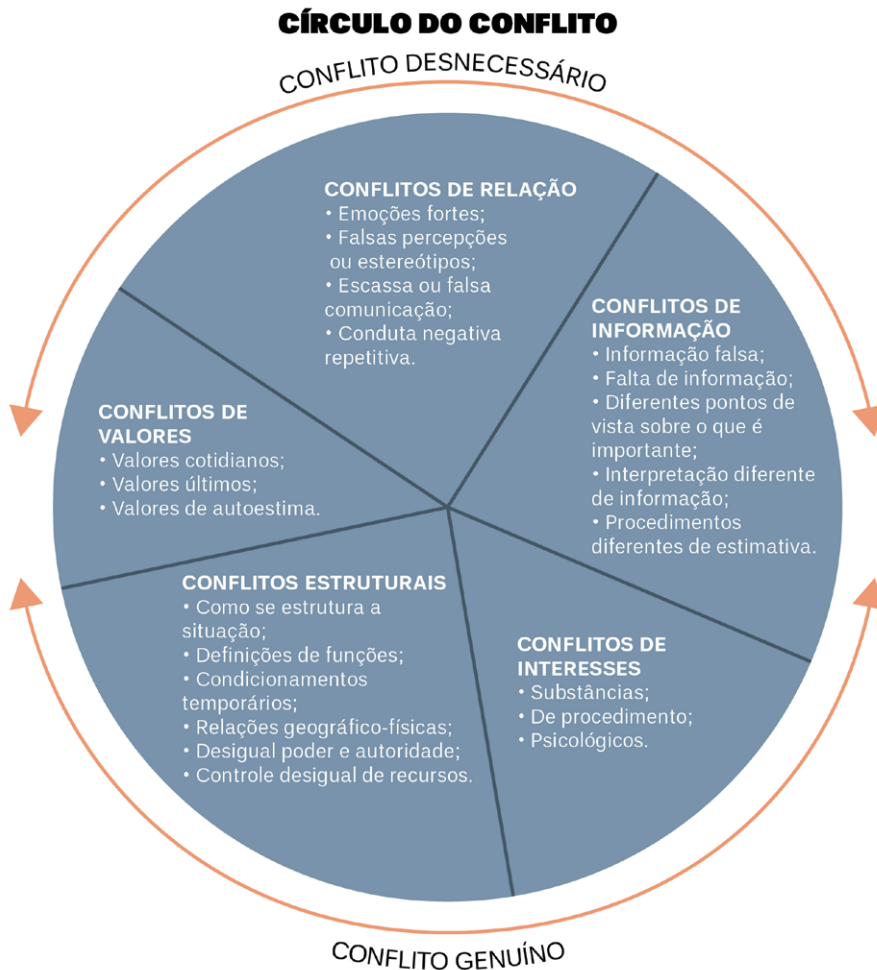 CÍRCULO DO CONFLITO
CONFLITO DESNECESSÁRIO
CONFLITOS DE RELAÇÃO
• Emoções fortes;
• Falsas percepções
ou estereótipos;
• Escassa ou falsa
comunicação;
• Conduta negativa
repetitiva.
CONFLITOS DE
INFORMAÇÃO
• Informação falsa;
• Falta de informação;
• Diferentes pontos de
vista sobre o que é
importante;
• Interpretação diferente
de informação;
• Procedimentos
diferentes de estimativa.
CONFLITOS DE
VALORES
• Valores cotidianos;
• Valores últimos;
• Valores de autoestima.
CONFLITOS ESTRUTURAIS
• Como se estrutura a
situação;
• Definições de funções;
• Condicionamentos
temporários;
• Relações geográfico-físicas;
• Desigual poder e autoridade;
• Controle desigual de recursos.
CONFLITOS DE
INTERESSES
• Substâncias;
• De procedimento;
• Psicológicos.
CONFLITO GENUÍNO